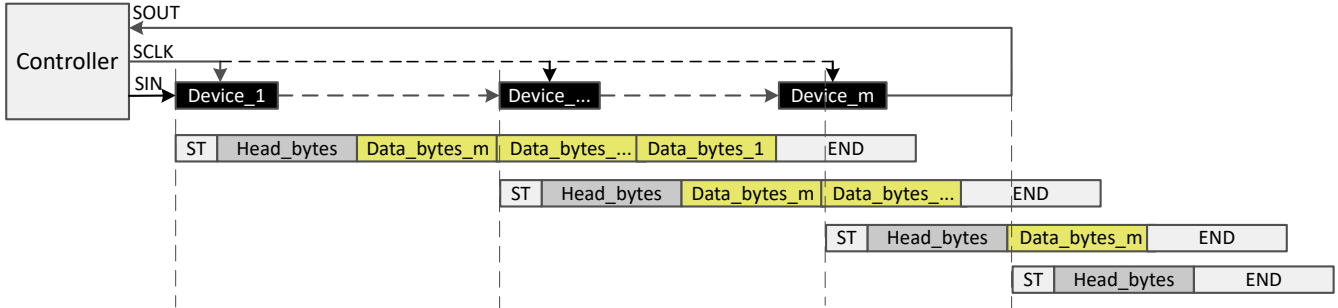 SOUT
Controller
SCLK
SIN
Device_1
Device_...
Device_m
ST Head_bytes Data_bytes_m Data_bytes_... Data_bytes_1 END
ST Head_bytes Data_bytes_m Data_bytes_... END
ST Head_bytes Data_bytes_m END
ST Head_bytes END